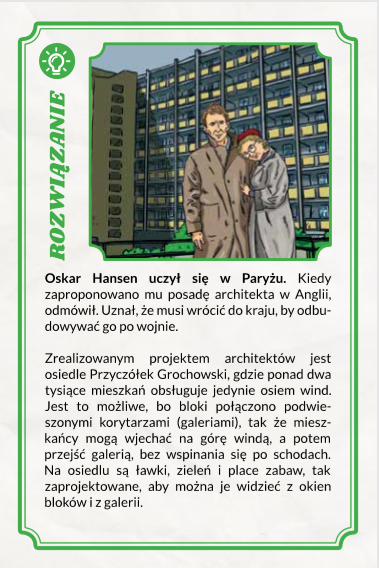 ROZWIĄZANIE
Oskar Hansen uczył się w Paryżu. Kiedy
zaproponowano mu posadę architekta w Anglii,
odmówił. Uznał, że musi wrócić do kraju, by odbu-
dowywać go po wojnie.
Zrealizowanym projektem architektów jest
osiedle Przyczółek Grochowski, gdzie ponad dwa
tysiące mieszkań obsługuje jedynie osiem wind.
Jest to możliwe, bo bloki połączono podwie-
szonymi korytarzami (galeriami), tak że miesz-
kańcy mogą wjechać na górę windą, a potem
przejść galerią, bez wspinania się po schodach.
Na osiedlu są ławki, zieleń i place zabaw, tak
zaprojektowane, aby można je widzieć z okien
bloków i z galerii.